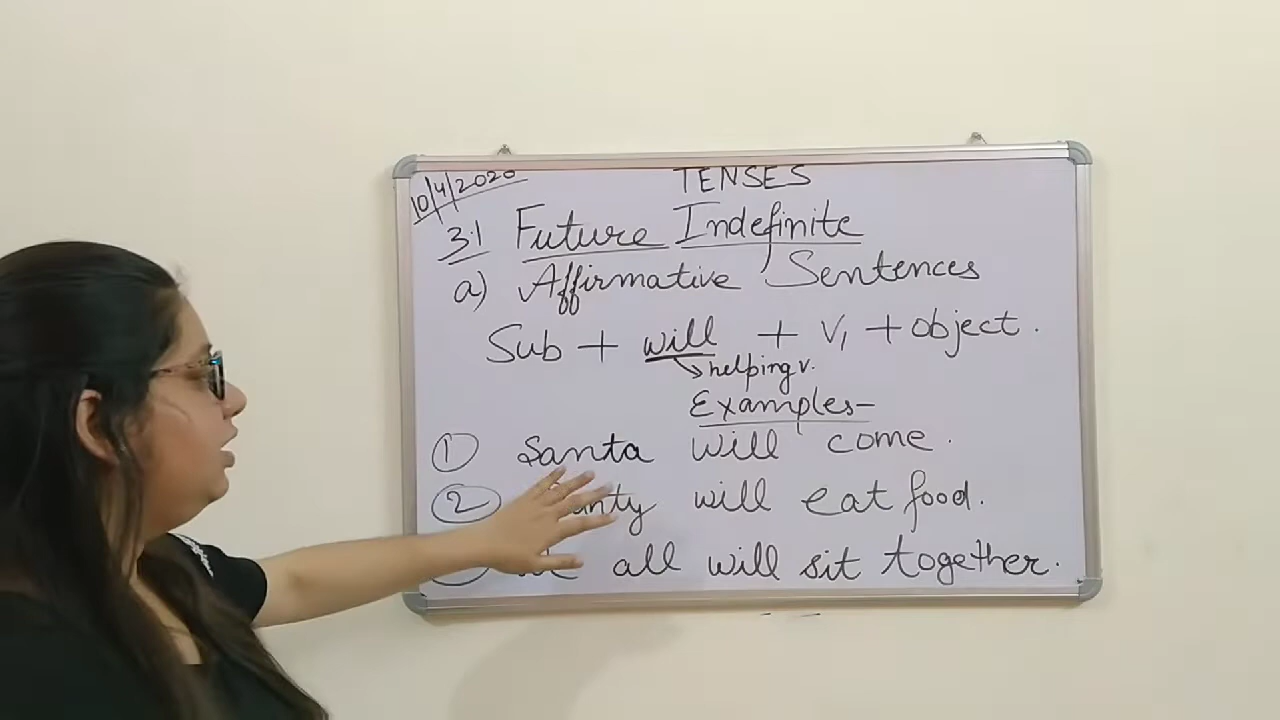 10/4/2020
TENSES
3.1 Future Indefinite
a) Affirmative Sentences
Sub + will + V1 + object.
helping v.
Examples-
1 Santa will come.
2 will eat food.
all will sit together.